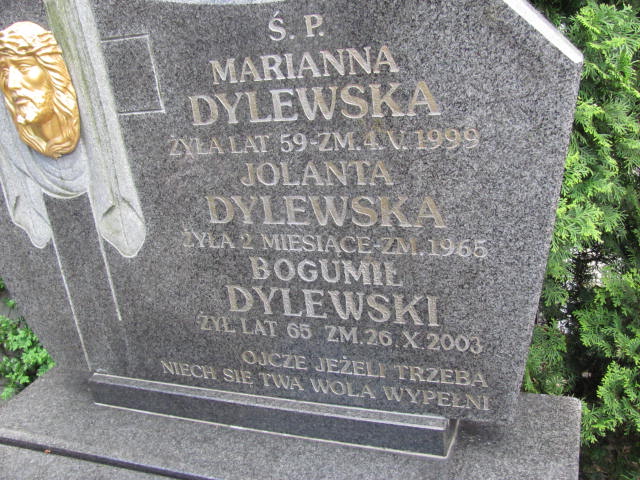 Ś. P.
MARIANNA
DYLEWSKA
ŻYŁA LAT 59-ZM.4.V.1999
JOLANTA
DYLEWSKA
ŻYŁA 2 MIESIĄCE-ZM.1965
BOGUMIŁ
DYLEWSKI
ŻYŁ LAT 65 ZM.26.X.2003
OJCZE JEŻELI TRZEBA
NIECH SIĘ TWA WOLA WYPEŁNI